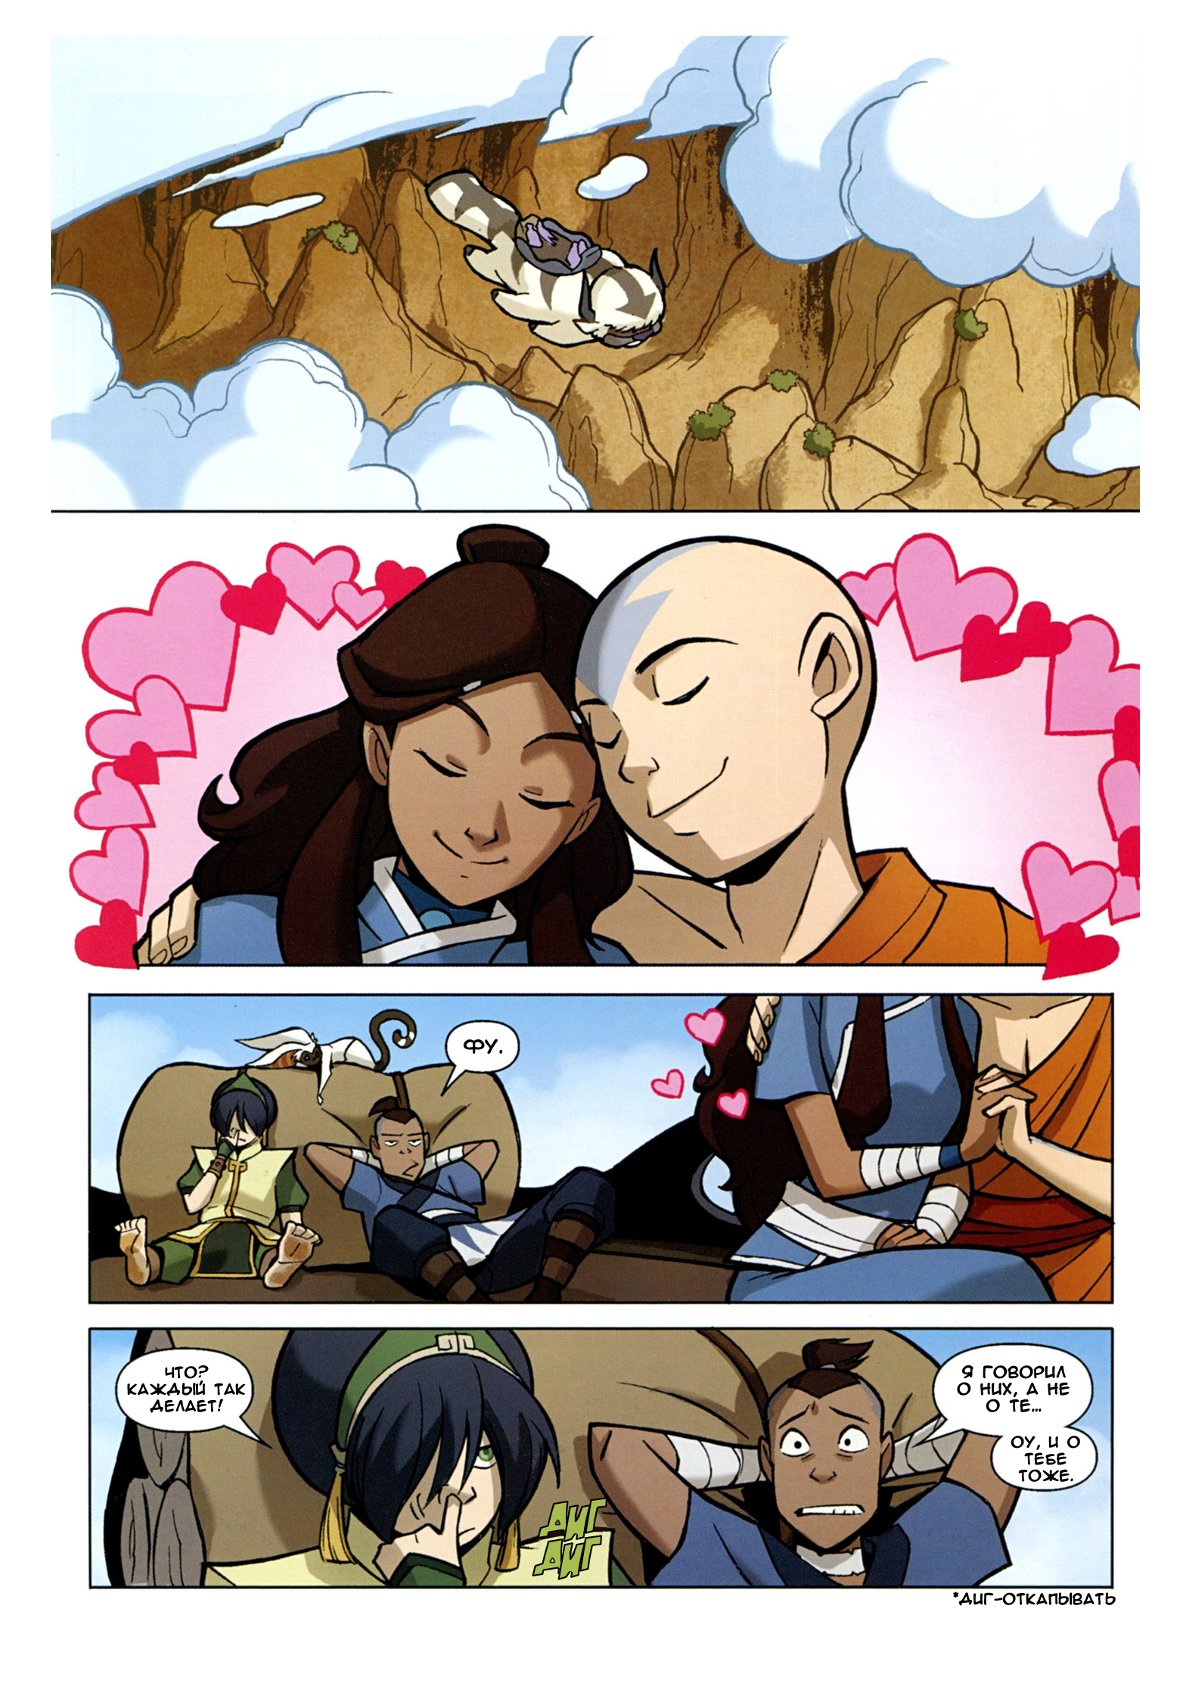 ФУ.
ЧТО?
КАЖДЫЙ ТАК
ДЕЛАЕТ!
Я ГОВОРИЛ
О НИХ, А НЕ
О ТЕ...
ОУ, И О
ТЕБЕ
ТОЖЕ.
ДИГ
ДИГ
*ДИГ-ОТКАПЫВАТЬ